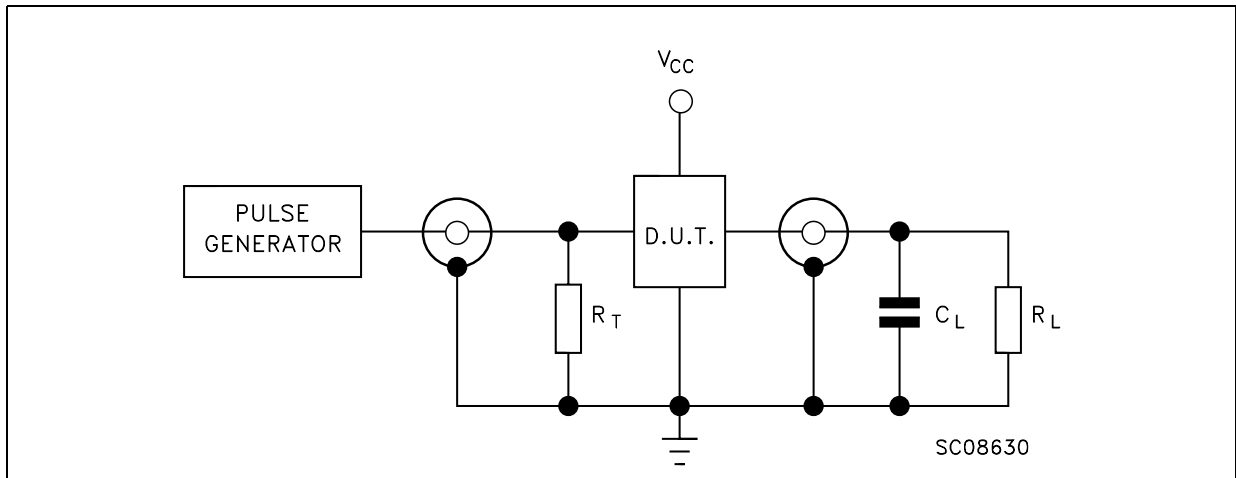 VCC
PULSE
GENERATOR
D.U.T.
RT
CL
RL
SC08630